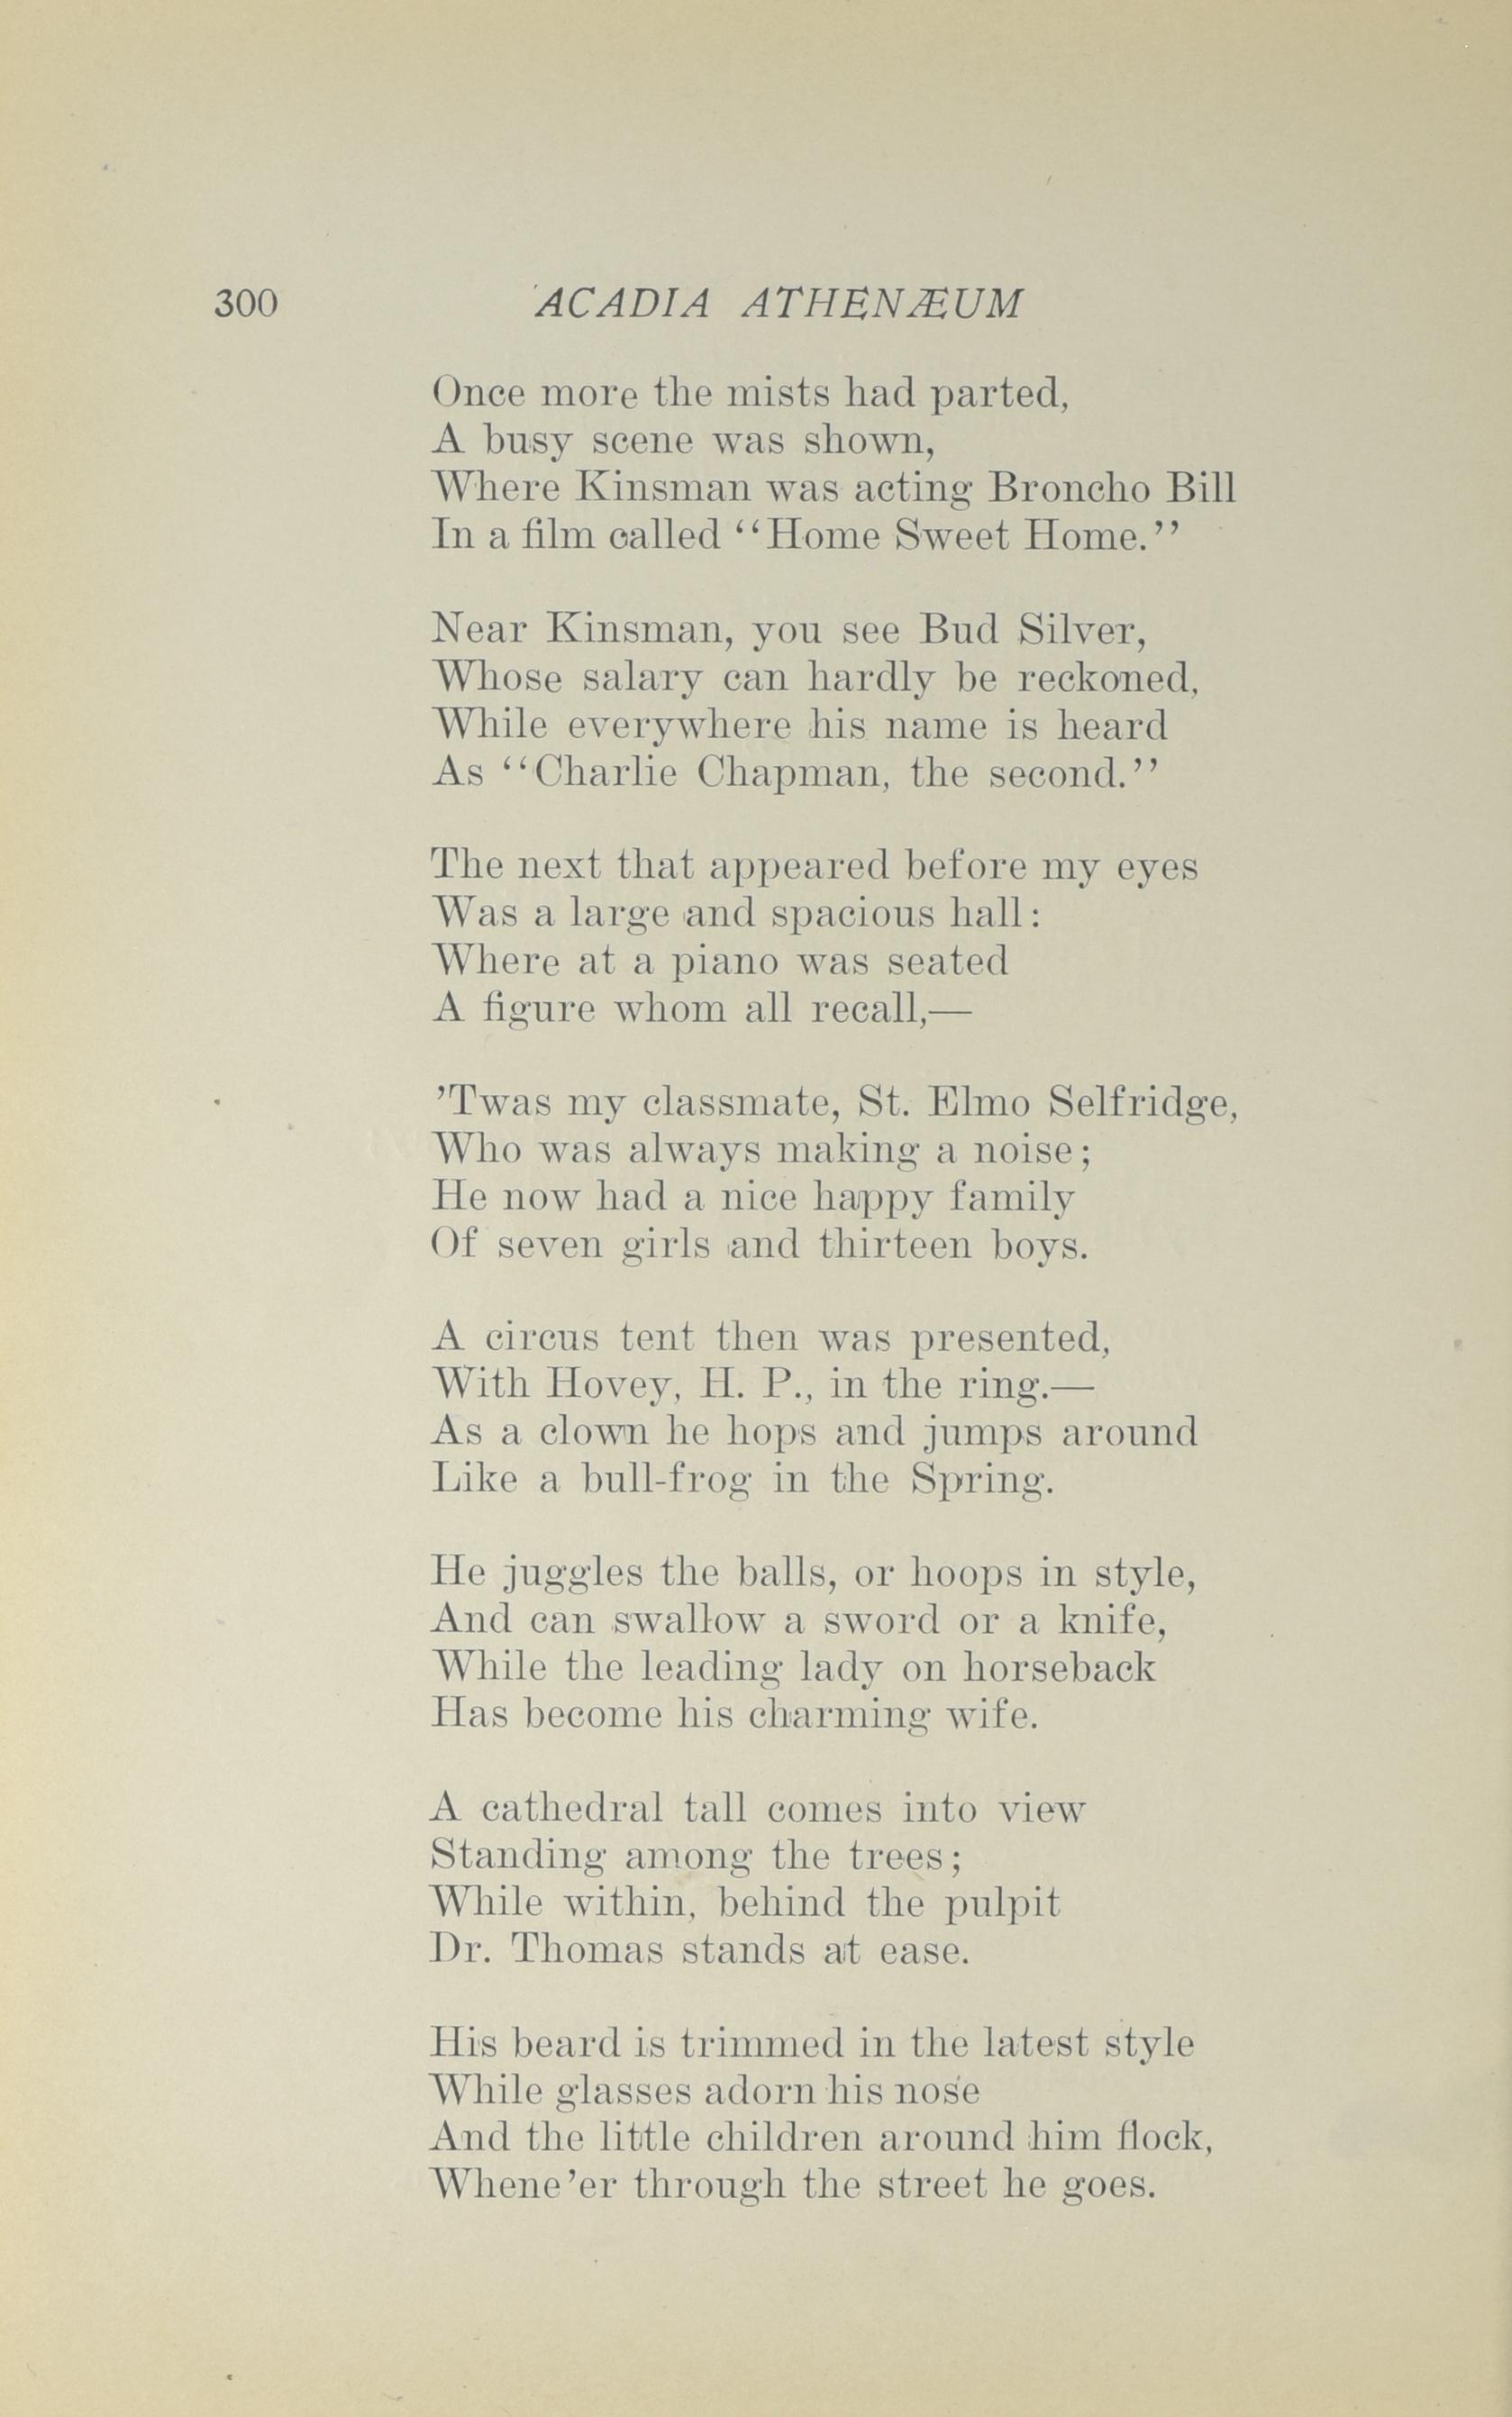 300 ACADIA ATHENÆUM
Once more the mists had parted,
A busy scene was shown,
Where Kinsman was acting Broncho Bill
In a film called “Home Sweet Home.”
Near Kinsman, you see Bud Silver,
Whose salary can hardly be reckoned,
While everywhere his name is heard
As “Charlie Chapman, the second.”
The next that appeared before my eyes
Was a large and spacious hall:
Where at a piano was seated
A figure whom all recall,—
’Twas my classmate, St. Elmo Selfridge,
Who was always making a noise;
He now had a nice happy family
Of seven girls and thirteen boys.
A circus tent then was presented,
With Hovey, H. P., in the ring.—
As a clown he hops and jumps around
Like a bull-frog in the Spring.
He juggles the balls, or hoops in style,
And can swallow a sword or a knife,
While the leading lady on horseback
Has become his charming wife.
A cathedral tall comes into view
Standing among the trees;
While within, behind the pulpit
Dr. Thomas stands at ease.
His beard is trimmed in the latest style
While glasses adorn his nose
And the little children around him flock,
Whene’er through the street he goes.